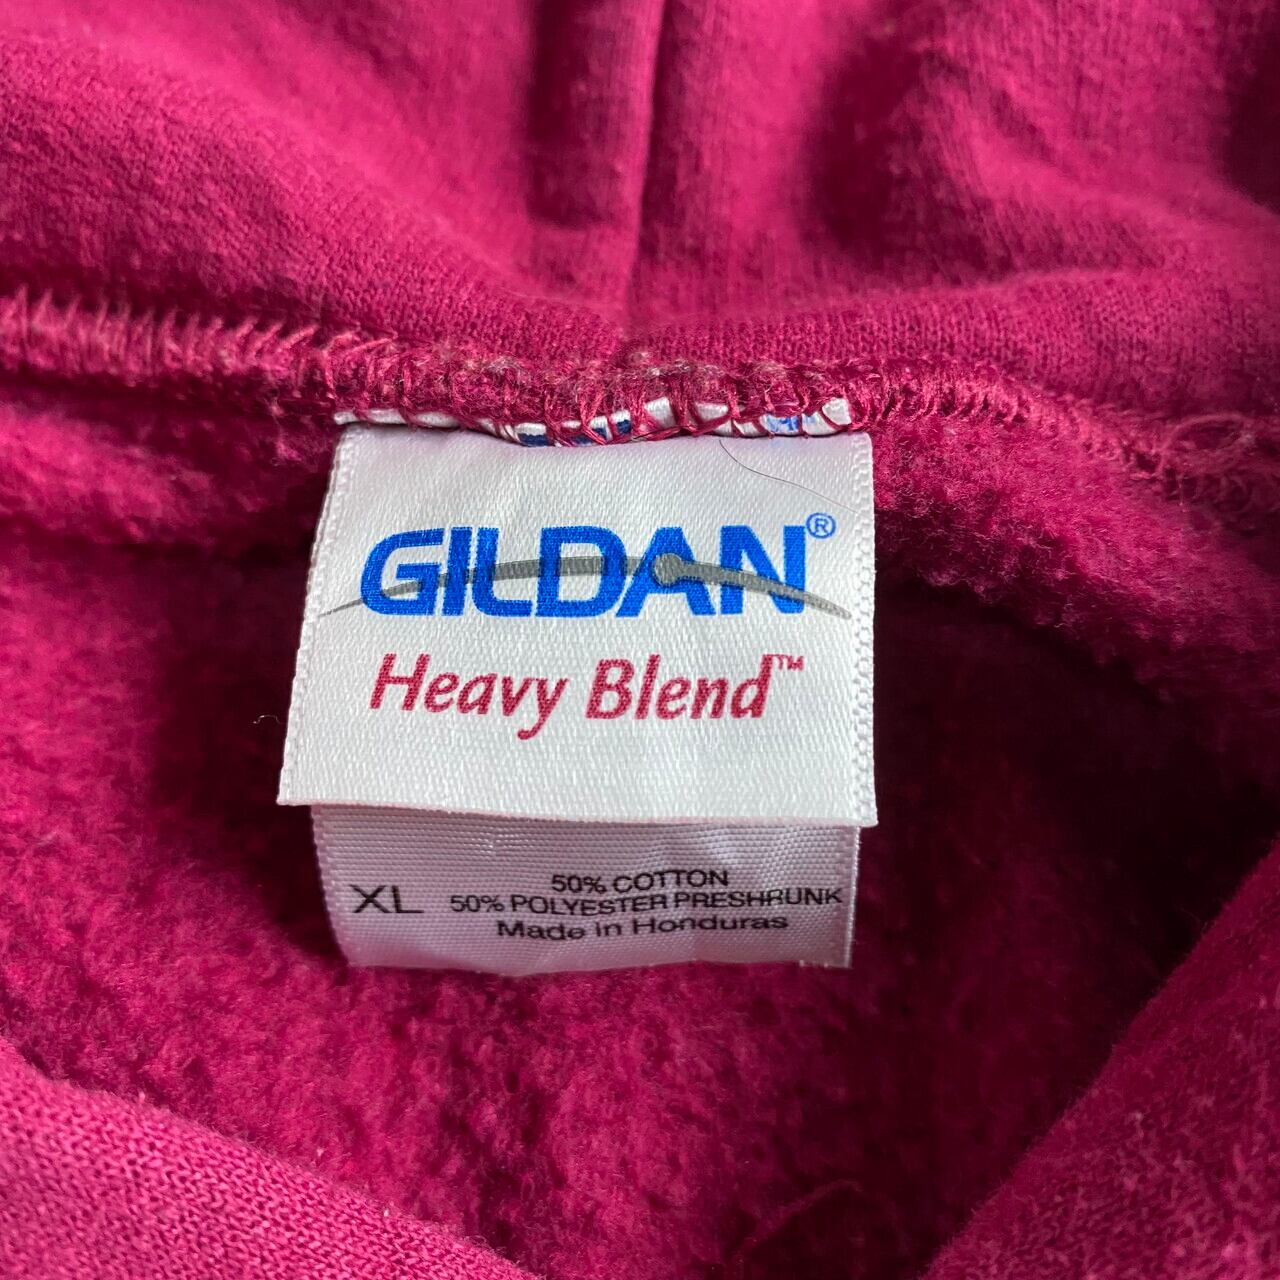 GILDAN®
Heavy Blend™
XL
50% COTTON
50% POLYESTER PRESHRUNK
Made in Honduras